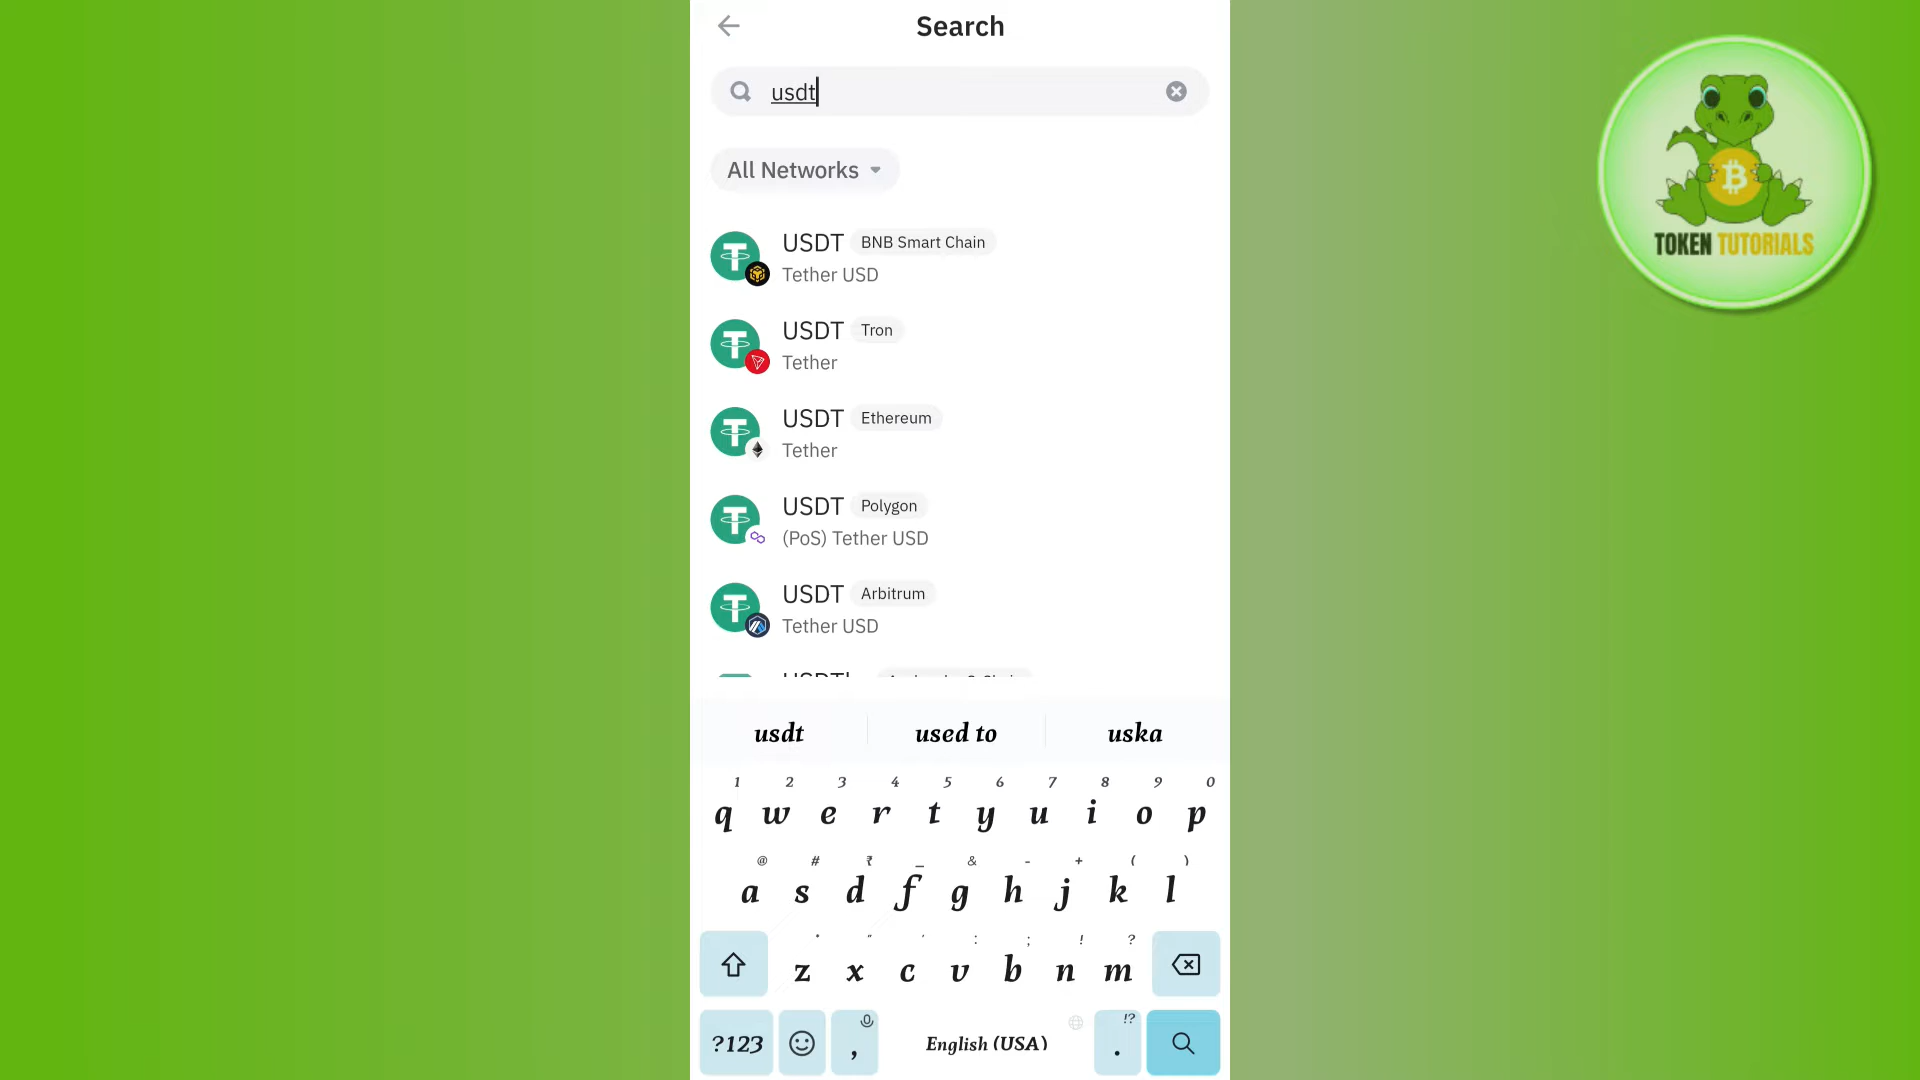 Search
usdt
All Networks
USDT BNB Smart Chain
Tether USD
USDT Tron
Tether
USDT Ethereum
Tether
USDT Polygon
(PoS) Tether USD
USDT Arbitrum
Tether USD
usdt used to uska
1 2 3 4 5 6 7 8 9 0
q w e r t y u i o p
@ # ₹ _ & - + ( )
a s d f g h j k l
* " ' : ; ! ?
z x c v b n m
!?
?123 , English (USA) .
TOKEN TUTORIALS